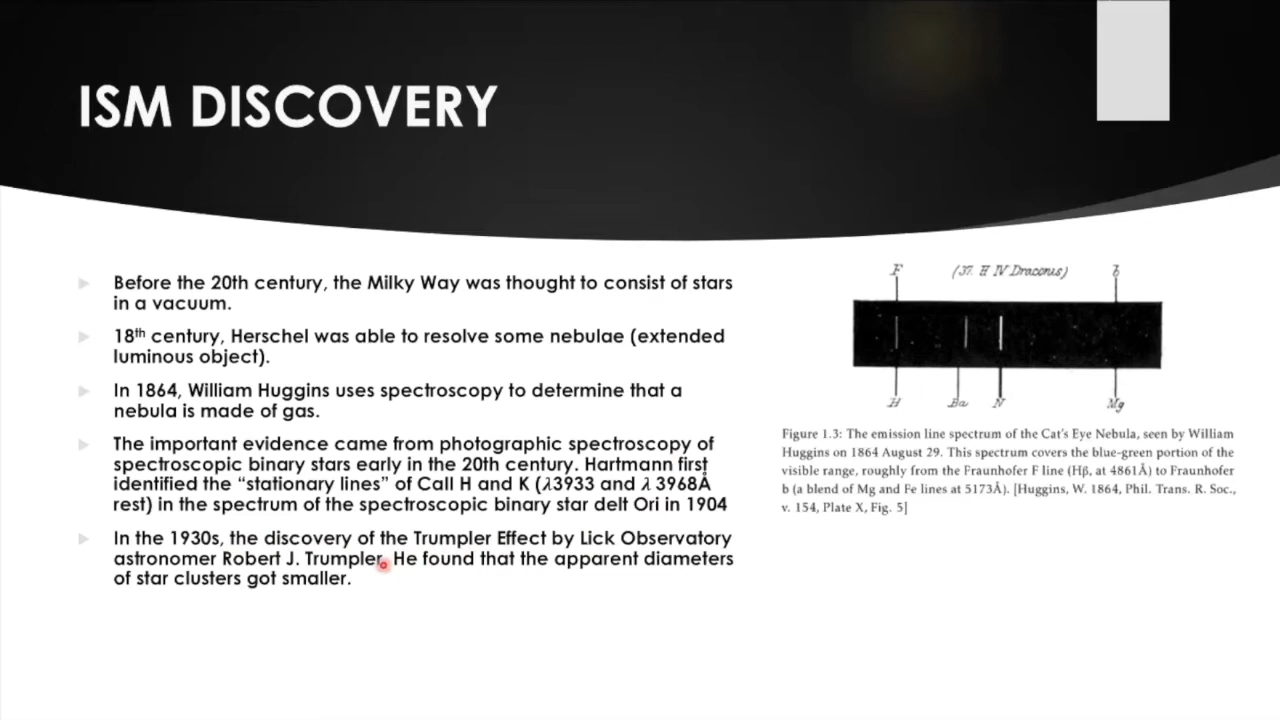 ISM DISCOVERY
Before the 20th century, the Milky Way was thought to consist of stars
in a vacuum.
18th century, Herschel was able to resolve some nebulae (extended
luminous object).
In 1864, William Huggins uses spectroscopy to determine that a
nebula is made of gas.
The important evidence came from photographic spectroscopy of
spectroscopic binary stars early in the 20th century. Hartmann first
identified the “stationary lines” of CaII H and K (λ3933 and λ 3968Å
rest) in the spectrum of the spectroscopic binary star delt Ori in 1904
In the 1930s, the discovery of the Trumpler Effect by Lick Observatory
astronomer Robert J. Trumpler. He found that the apparent diameters
of star clusters got smaller.
F (37. H IV Draconis) b
H Ba N Mg
Figure 1.3: The emission line spectrum of the Cat's Eye Nebula, seen by William
Huggins on 1864 August 29. This spectrum covers the blue-green portion of the
visible range, roughly from the Fraunhofer F line (Hβ, at 4861Å) to Fraunhofer
b (a blend of Mg and Fe lines at 5173Å). [Huggins, W. 1864, Phil. Trans. R. Soc.,
v. 154, Plate X, Fig. 5]